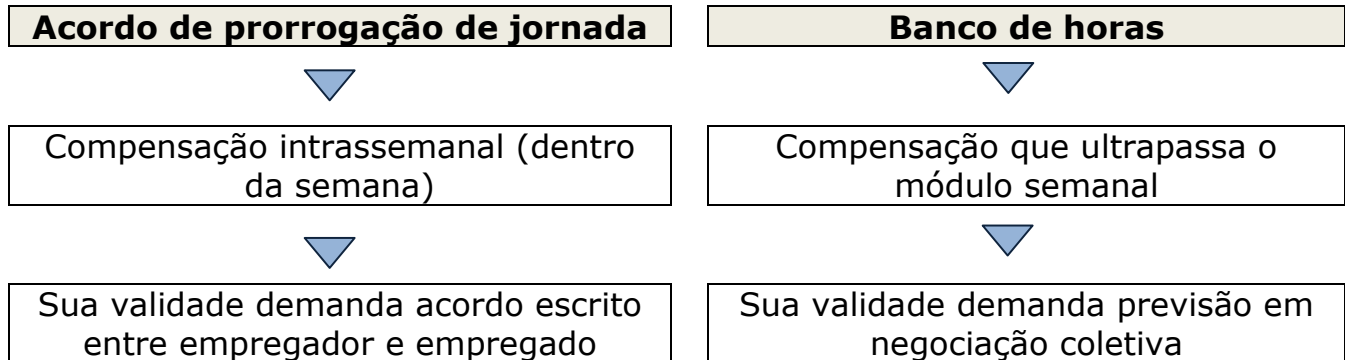 Acordo de prorrogação de jornada
Compensação intrassemanal (dentro
da semana)
Sua validade demanda acordo escrito
entre empregador e empregado
Banco de horas
Compensação que ultrapassa o
módulo semanal
Sua validade demanda previsão em
negociação coletiva